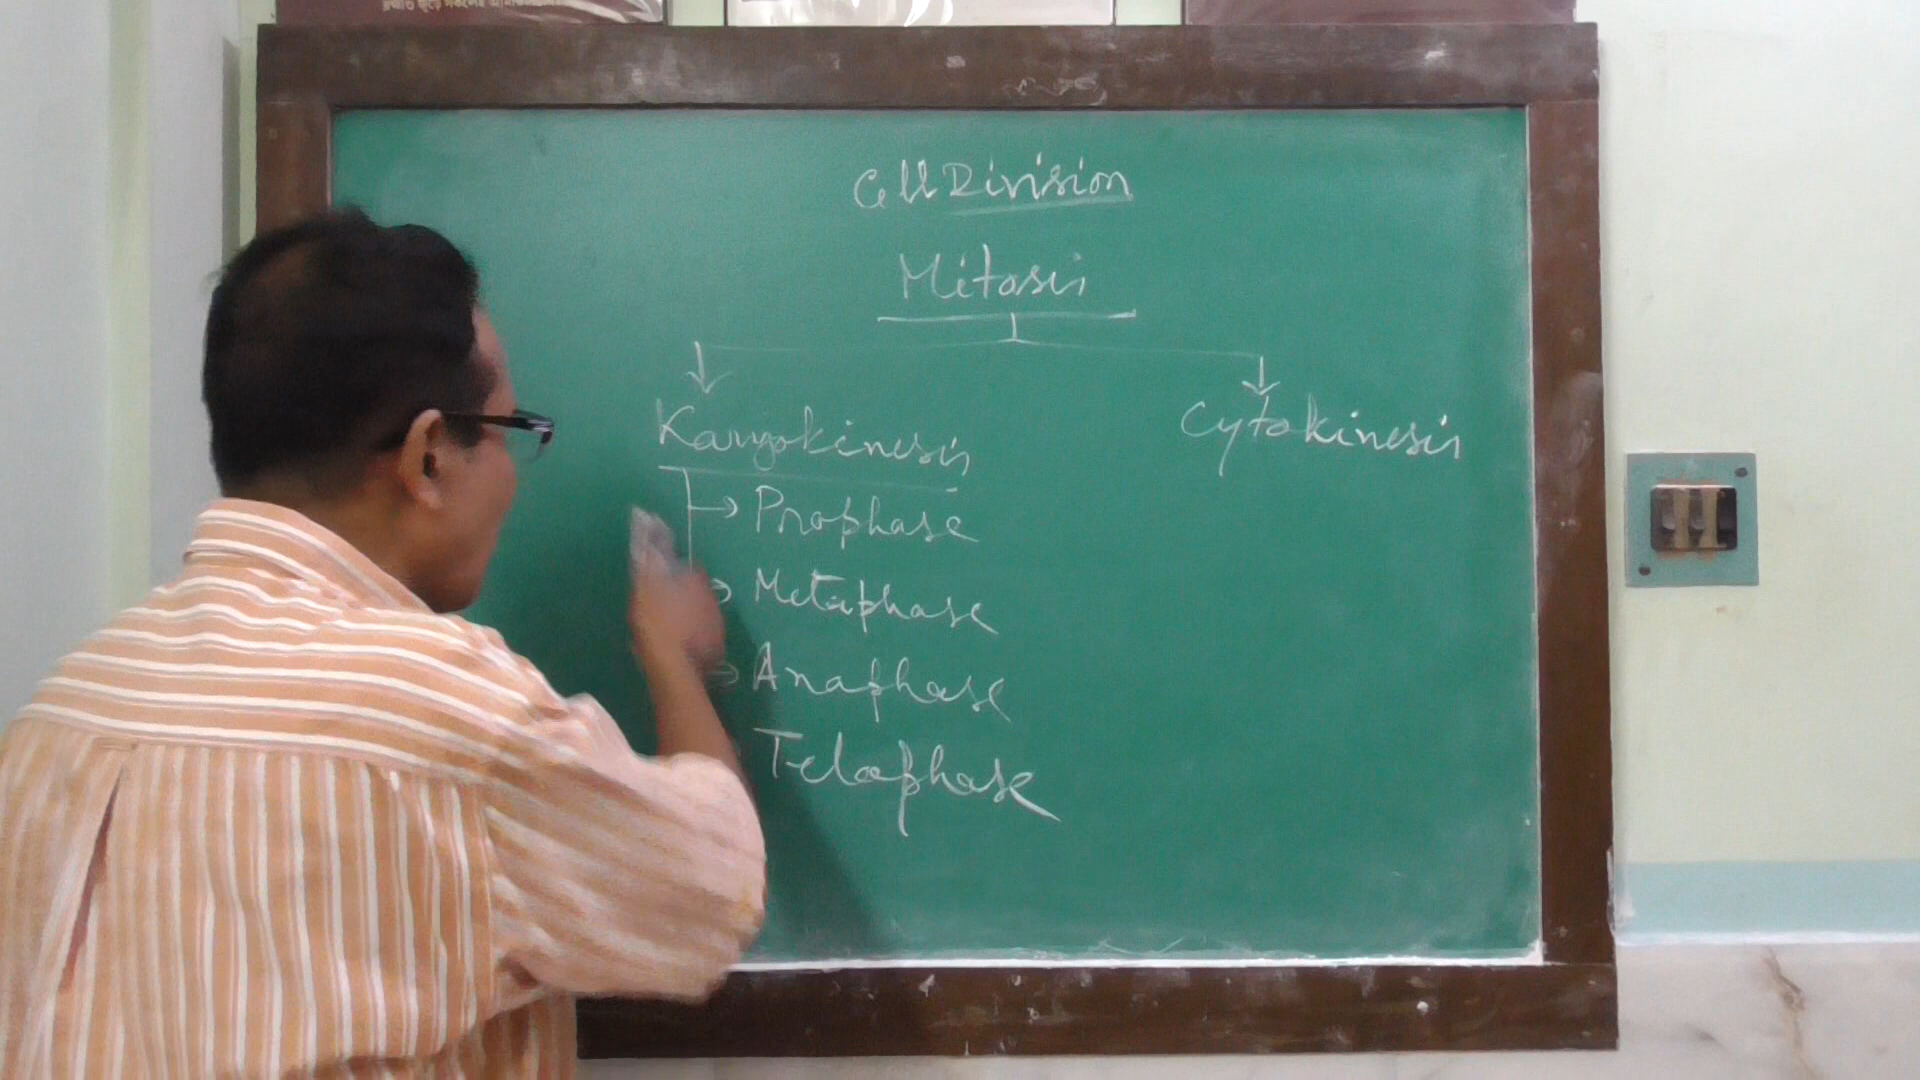 Cell Division
Mitosis
Karyokinesis
Cytokinesis
Prophase
Metaphase
Anaphase
Telophase